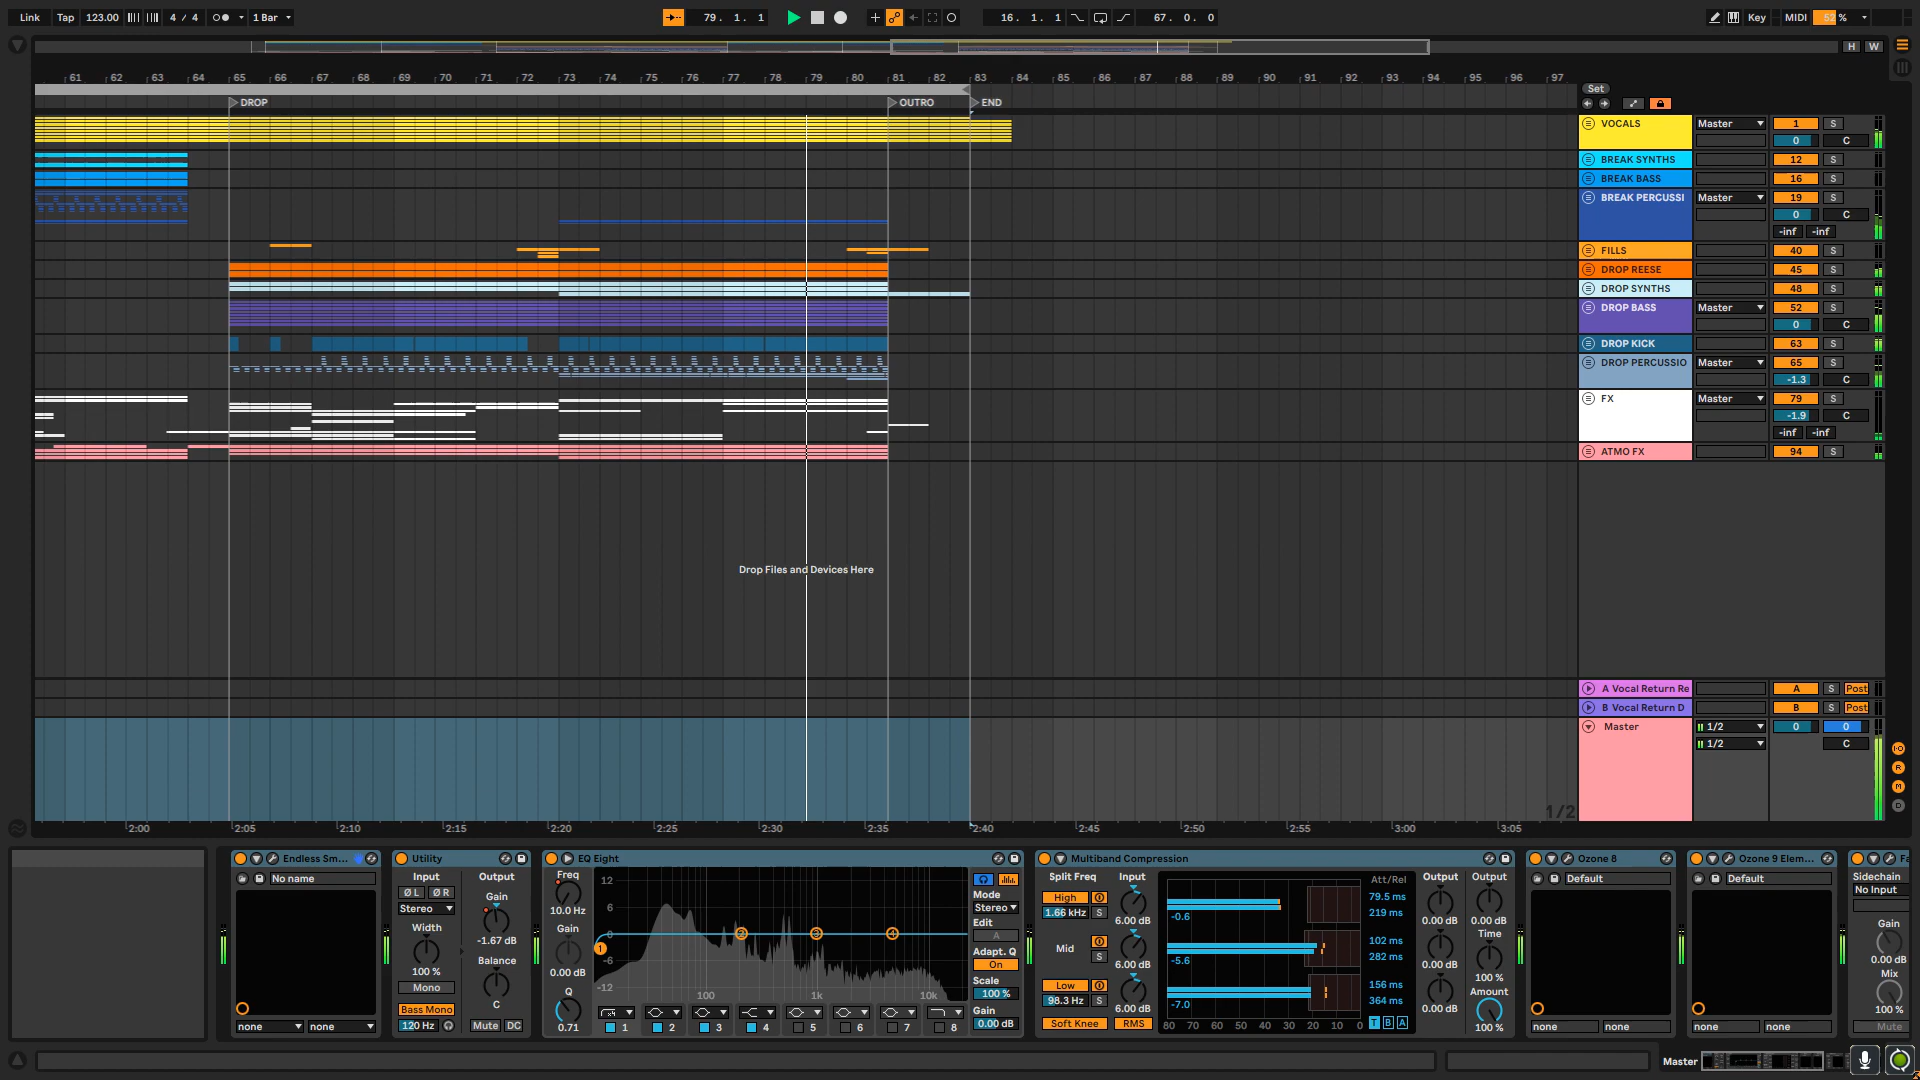 Link Tap 123.00 4 / 4 1 Bar 79. 1. 1 16. 1. 1 67. 0. 0 Key MIDI 52 %
H W
61 62 63 64 65 66 67 68 69 70 71 72 73 74 75 76 77 78 79 80 81 82 83 84 85 86 87 88 89 90 91 92 93 94 95 96 97
Set
DROP OUTRO END
VOCALS Master 1 S
0 C
BREAK SYNTHS 12 S
BREAK BASS 16 S
BREAK PERCUSSI Master 19 S
0 C
-inf -inf
FILLS 40 S
DROP REESE 45 S
DROP SYNTHS 48 S
DROP BASS Master 52 S
0 C
DROP KICK 63 S
DROP PERCUSSIO Master 65 S
-1.3 C
FX Master 79 S
-1.9 C
-inf -inf
ATMO FX 94 S
Drop Files and Devices Here
A Vocal Return Re A S Post
B Vocal Return D B S Post
Master 1/2 0 0
1/2 C
1/2
2:00 2:05 2:10 2:15 2:20 2:25 2:30 2:35 2:40 2:45 2:50 2:55 3:00 3:05
R
M
D
Endless Sm...
No name
none none
Utility
Input Output
Ø L Ø R Gain
Stereo
Width -1.67 dB
100 % Balance
Mono
C
Bass Mono
120 Hz Mute DC
EQ Eight
Freq
10.0 Hz
Gain
0.00 dB
Q
0.71
12
6
0
-6
-12
1 2 3 4
100 1k 10k
1 2 3 4 5 6 7 8
Mode
Stereo
Edit
A
Adapt. Q
On
Scale
100 %
Gain
0.00 dB
Multiband Compression
Split Freq Input Att/Rel Output Output
High 79.5 ms
1.66 kHz S 6.00 dB -0.6 219 ms 0.00 dB 0.00 dB
Time
Mid 102 ms
S 6.00 dB -5.6 282 ms 0.00 dB 100 %
Low 156 ms Amount
98.3 Hz S 6.00 dB -7.0 364 ms 0.00 dB
Soft Knee RMS 80 70 60 50 40 30 20 10 0 T B A 100 %
Ozone 8
Default
none none
Ozone 9 Elem...
Default
none none
Fa
Sidechain
No Input
Gain
0.00 dB
Mix
100 %
Mute
Master